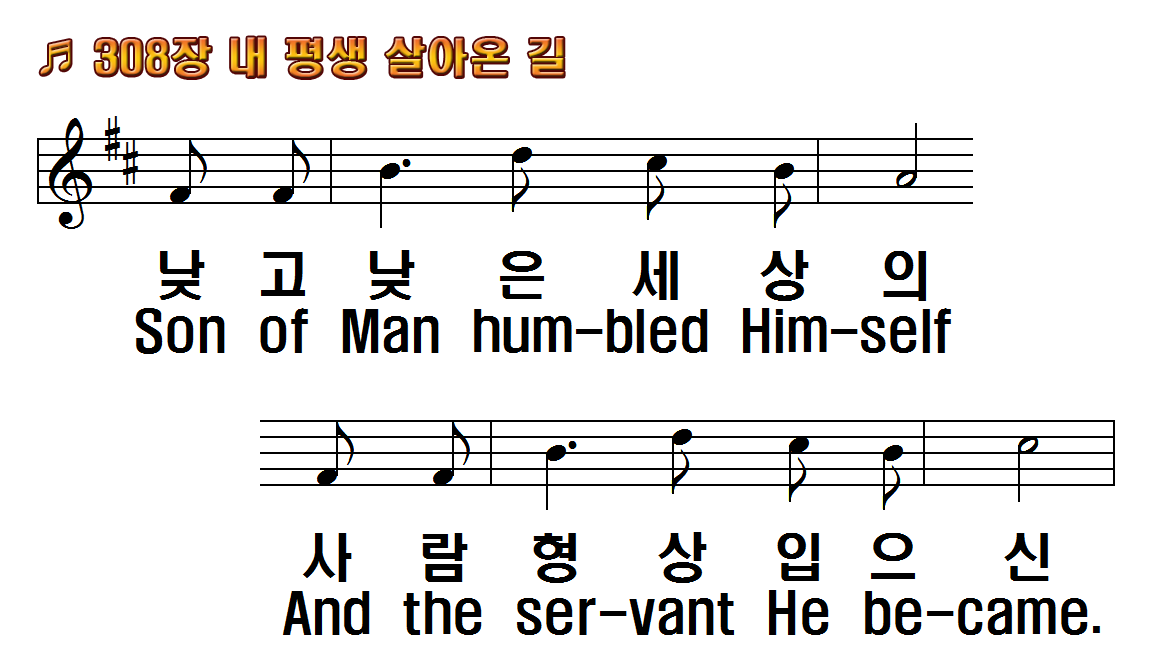 ♬ 308장 내 평생 살아온 길
낮 고 낮 은 세 상 의
Son of Man hum-bled Him-self
사 람 형 상 입 으 신
And the ser-vant He be-came.